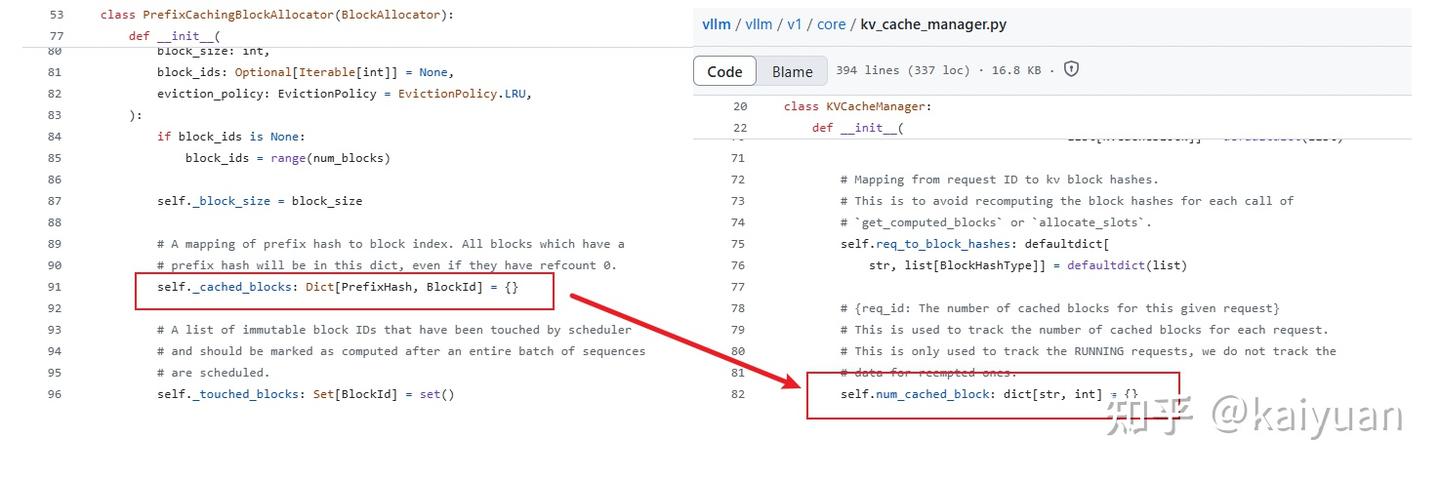 53 class PrefixCachingBlockAllocator(BlockAllocator):
77 def __init__(
80 block_size: int,
81 block_ids: Optional[Iterable[int]] = None,
82 eviction_policy: EvictionPolicy = EvictionPolicy.LRU,
83 ):
84 if block_ids is None:
85 block_ids = range(num_blocks)
86
87 self._block_size = block_size
88
89 # A mapping of prefix hash to block index. All blocks which have a
90 # prefix hash will be in this dict, even if they have refcount 0.
91 self._cached_blocks: Dict[PrefixHash, BlockId] = {}
92
93 # A list of immutable block IDs that have been touched by scheduler
94 # and should be marked as computed after an entire batch of sequences
95 # are scheduled.
96 self._touched_blocks: Set[BlockId] = set()
vllm / vllm / v1 / core / kv_cache_manager.py
Code Blame 394 lines (337 loc) · 16.8 KB ·
20 class KVCacheManager:
22 def __init__(
71
72 # Mapping from request ID to kv block hashes.
73 # This is to avoid recomputing the block hashes for each call of
74 # `get_computed_blocks` or `allocate_slots`.
75 self.req_to_block_hashes: defaultdict[
76 str, list[BlockHashType]] = defaultdict(list)
77
78 # {req_id: The number of cached blocks for this given request}
79 # This is used to track the number of cached blocks for each request.
80 # This is only used to track the RUNNING requests, we do not track the
81 # data for reempted ones.
82 self.num_cached_block: dict[str, int] = {}
知乎 @kaiyuan